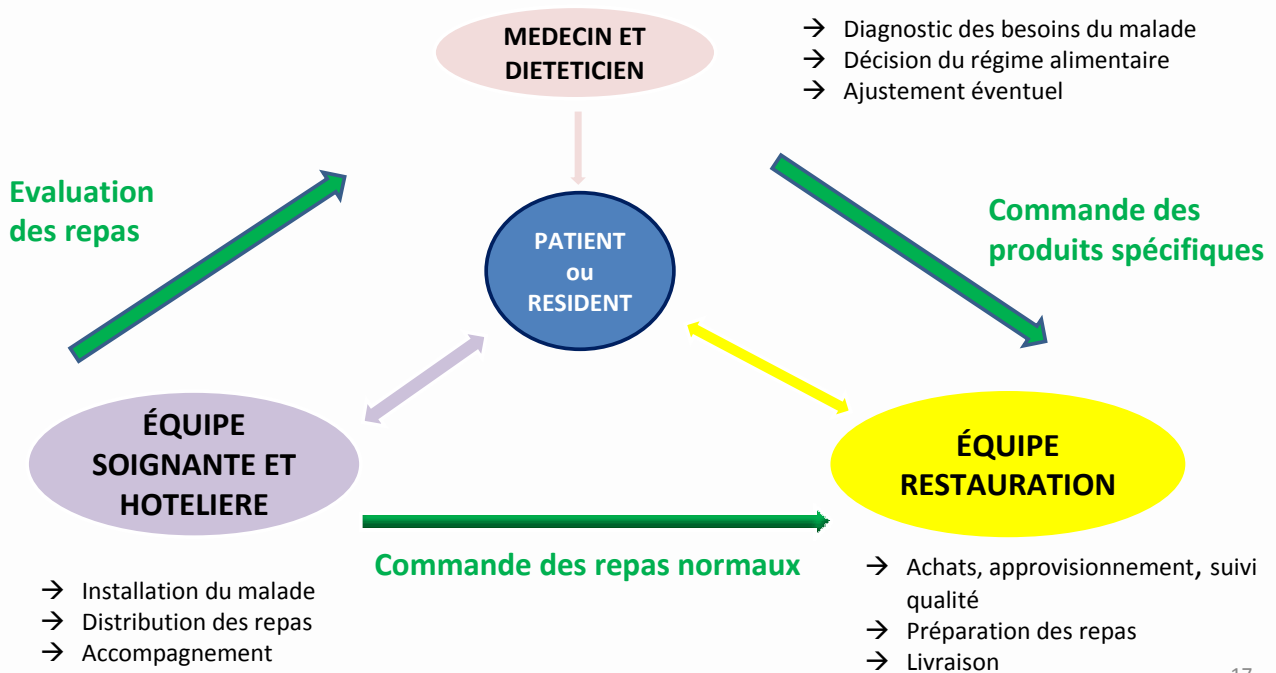 MEDECIN ET
DIETETICIEN
→ Diagnostic des besoins du malade
→ Décision du régime alimentaire
→ Ajustement éventuel
Evaluation
des repas
Commande des
produits spécifiques
PATIENT
ou
RESIDENT
ÉQUIPE
SOIGNANTE ET
HOTELIERE
ÉQUIPE
RESTAURATION
Commande des repas normaux
→ Installation du malade
→ Distribution des repas
→ Accompagnement
→ Achats, approvisionnement, suivi
qualité
→ Préparation des repas
→ Livraison
17